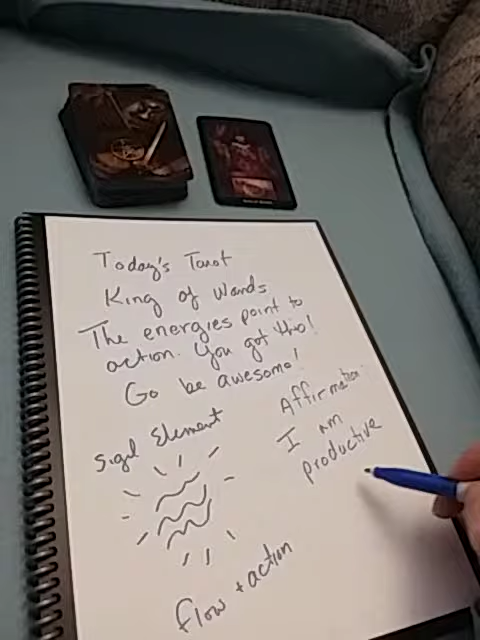 Today's Tarot
King of Wands
The energies point to
action. You got this!
Go be awesome!
Affirmation:
I am
productive
Sigil Element
flow + action